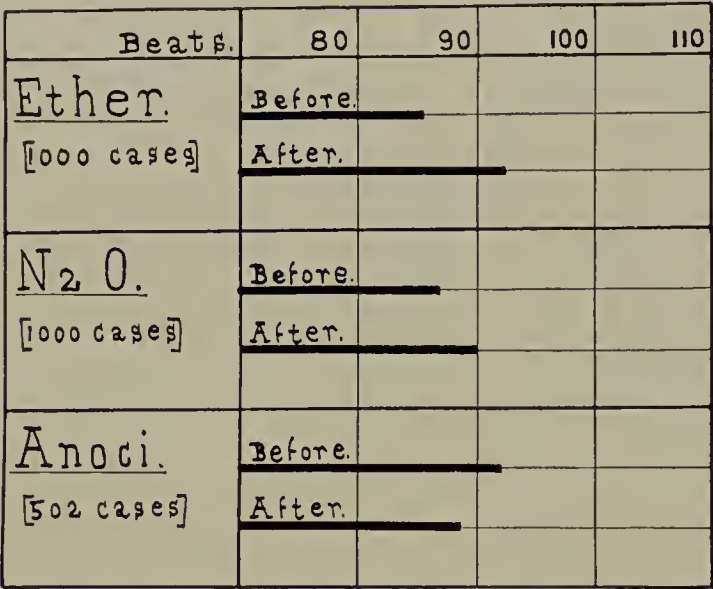 Beats. 80 90 100 110
Ether.
Before.
[1000 cases]
After.
N2O.
Before.
[1000 cases]
After.
Anoci.
Before.
[502 cases]
After.